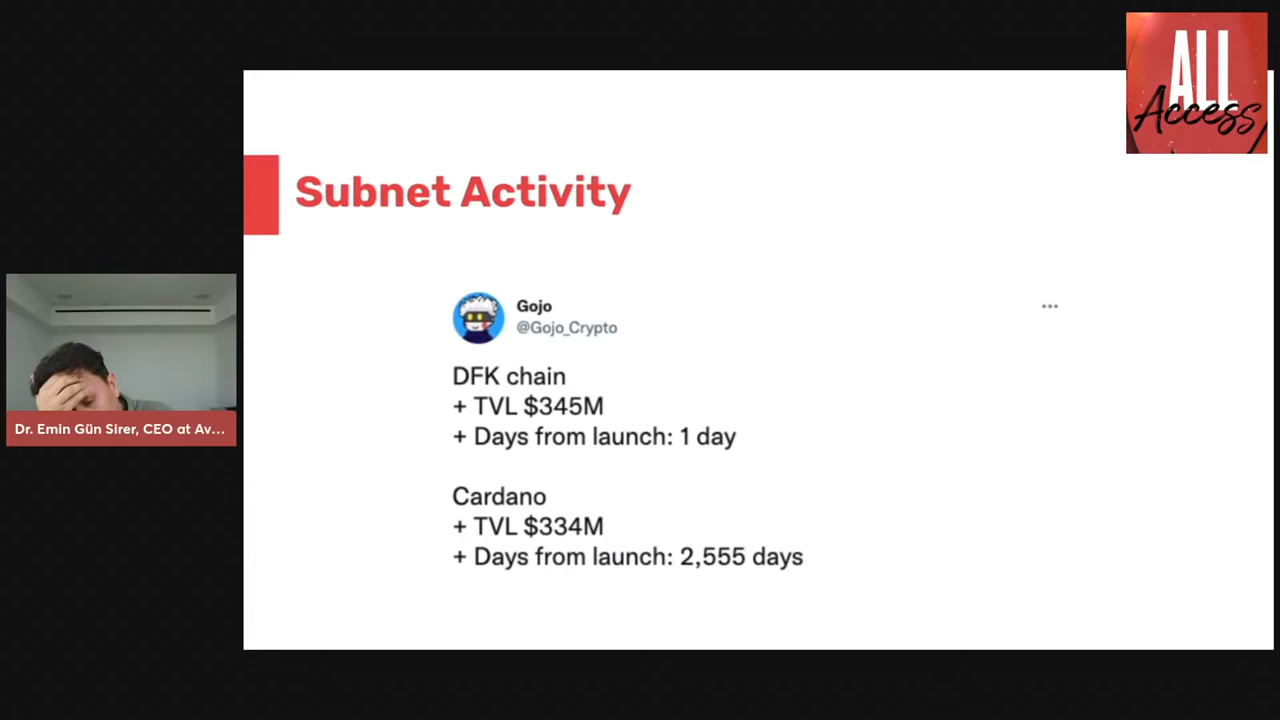 ALL
Access
Subnet Activity
Gojo
@Gojo_Crypto
DFK chain
+ TVL $345M
+ Days from launch: 1 day
Cardano
+ TVL $334M
+ Days from launch: 2,555 days
Dr. Emin Gün Sirer, CEO at Av...